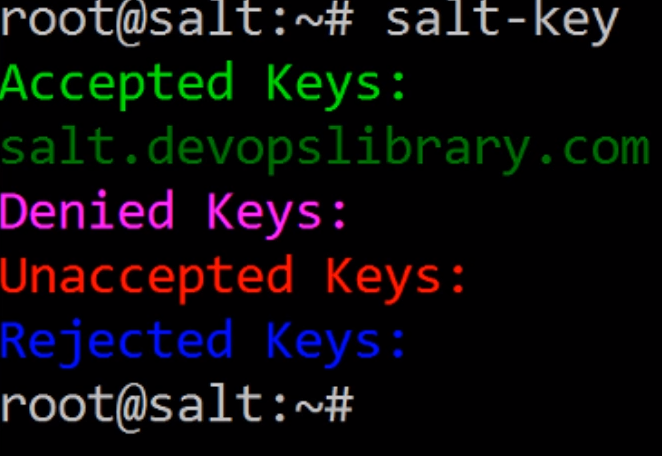 root@salt:~# salt-key
Accepted Keys:
salt.devopslibrary.com
Denied Keys:
Unaccepted Keys:
Rejected Keys:
root@salt:~#